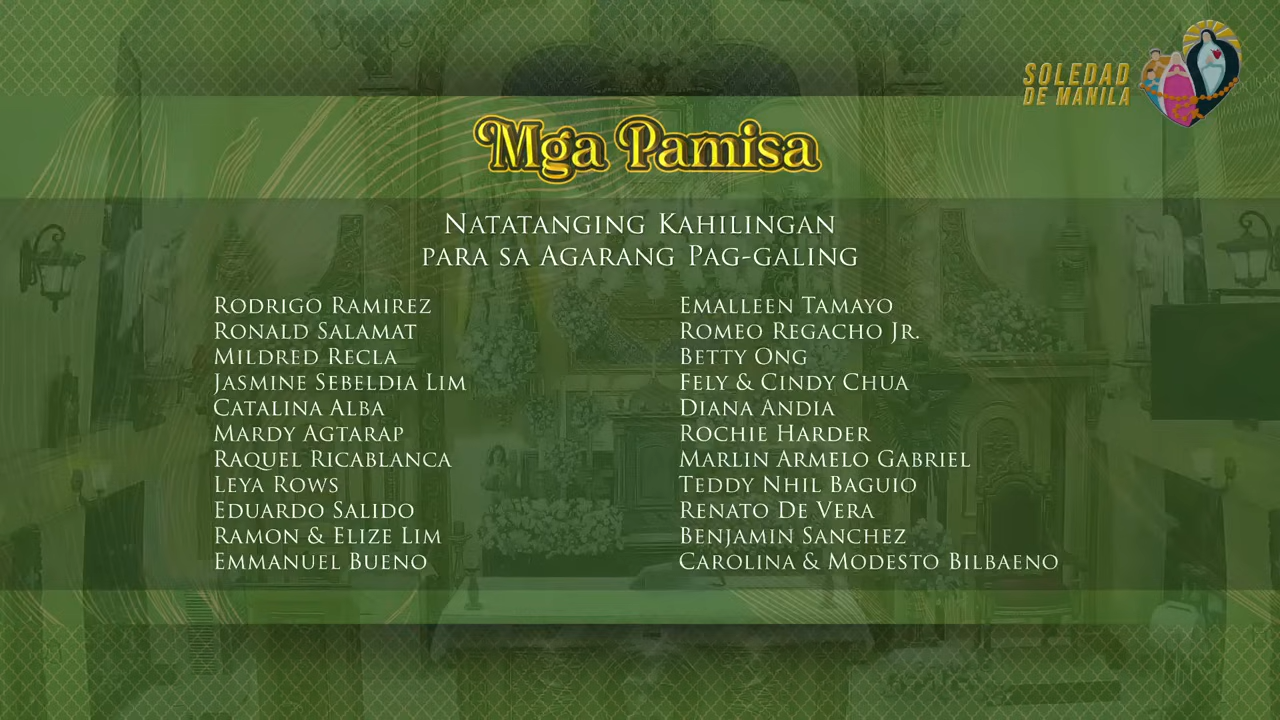 SOLEDAD
DE MANILA
Mga Pamisa
Natatanging Kahilingan
para sa Agarang Pag-galing
Rodrigo Ramirez
Ronald Salamat
Mildred Recla
Jasmine Sebeldia Lim
Catalina Alba
Mardy Agtarap
Raquel Ricablanca
Leya Rows
Eduardo Salido
Ramon & Elize Lim
Emmanuel Bueno
Emalleen Tamayo
Romeo Regacho Jr.
Betty Ong
Fely & Cindy Chua
Diana Andia
Rochie Harder
Marlin Armelo Gabriel
Teddy Nhil Baguio
Renato De Vera
Benjamin Sanchez
Carolina & Modesto Bilbaeno